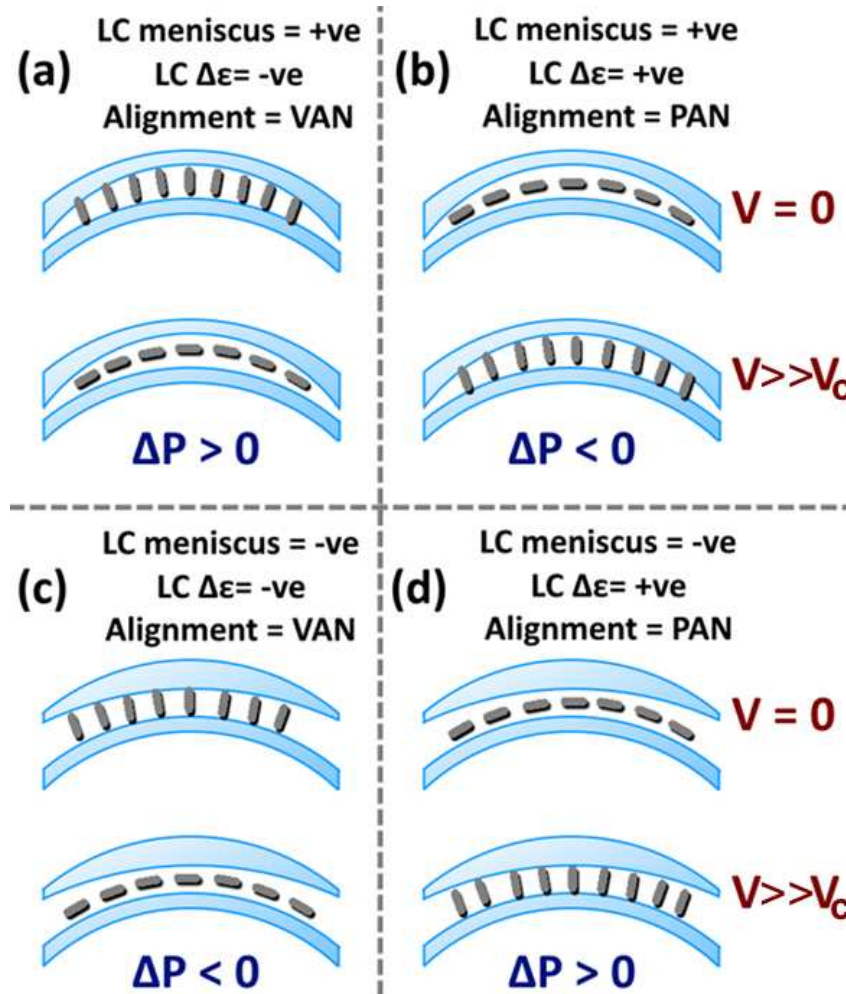 (a)
LC meniscus = +ve
LC Δε= -ve
Alignment = VAN
ΔP > 0
(b)
LC meniscus = +ve
LC Δε= +ve
Alignment = PAN
V = 0
V>>Vc
ΔP < 0
(c)
LC meniscus = -ve
LC Δε= -ve
Alignment = VAN
ΔP < 0
(d)
LC meniscus = -ve
LC Δε= +ve
Alignment = PAN
V = 0
V>>Vc
ΔP > 0